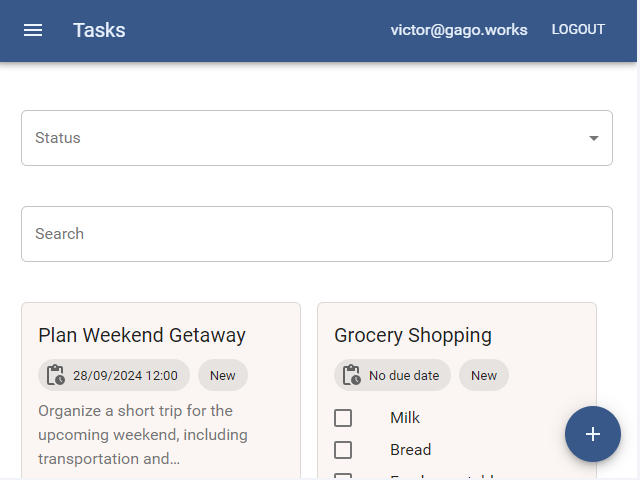 Tasks
victor@gago.works
LOGOUT
Status
Search
Plan Weekend Getaway
28/09/2024 12:00
New
Organize a short trip for the
upcoming weekend, including
transportation and...
Grocery Shopping
No due date
New
Milk
Bread